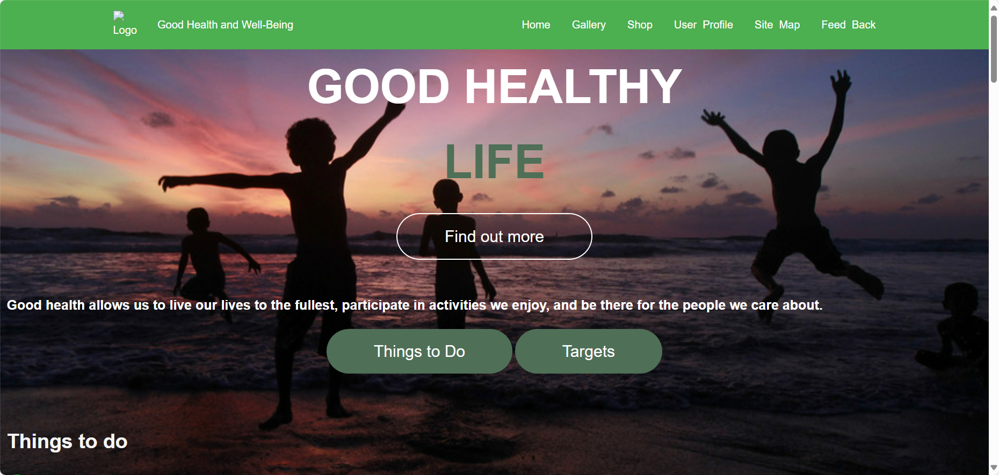 Logo
Good Health and Well-Being
Home Gallery Shop User Profile Site Map Feed Back
GOOD HEALTHY
LIFE
Find out more
Good health allows us to live our lives to the fullest, participate in activities we enjoy, and be there for the people we care about.
Things to Do Targets
Things to do